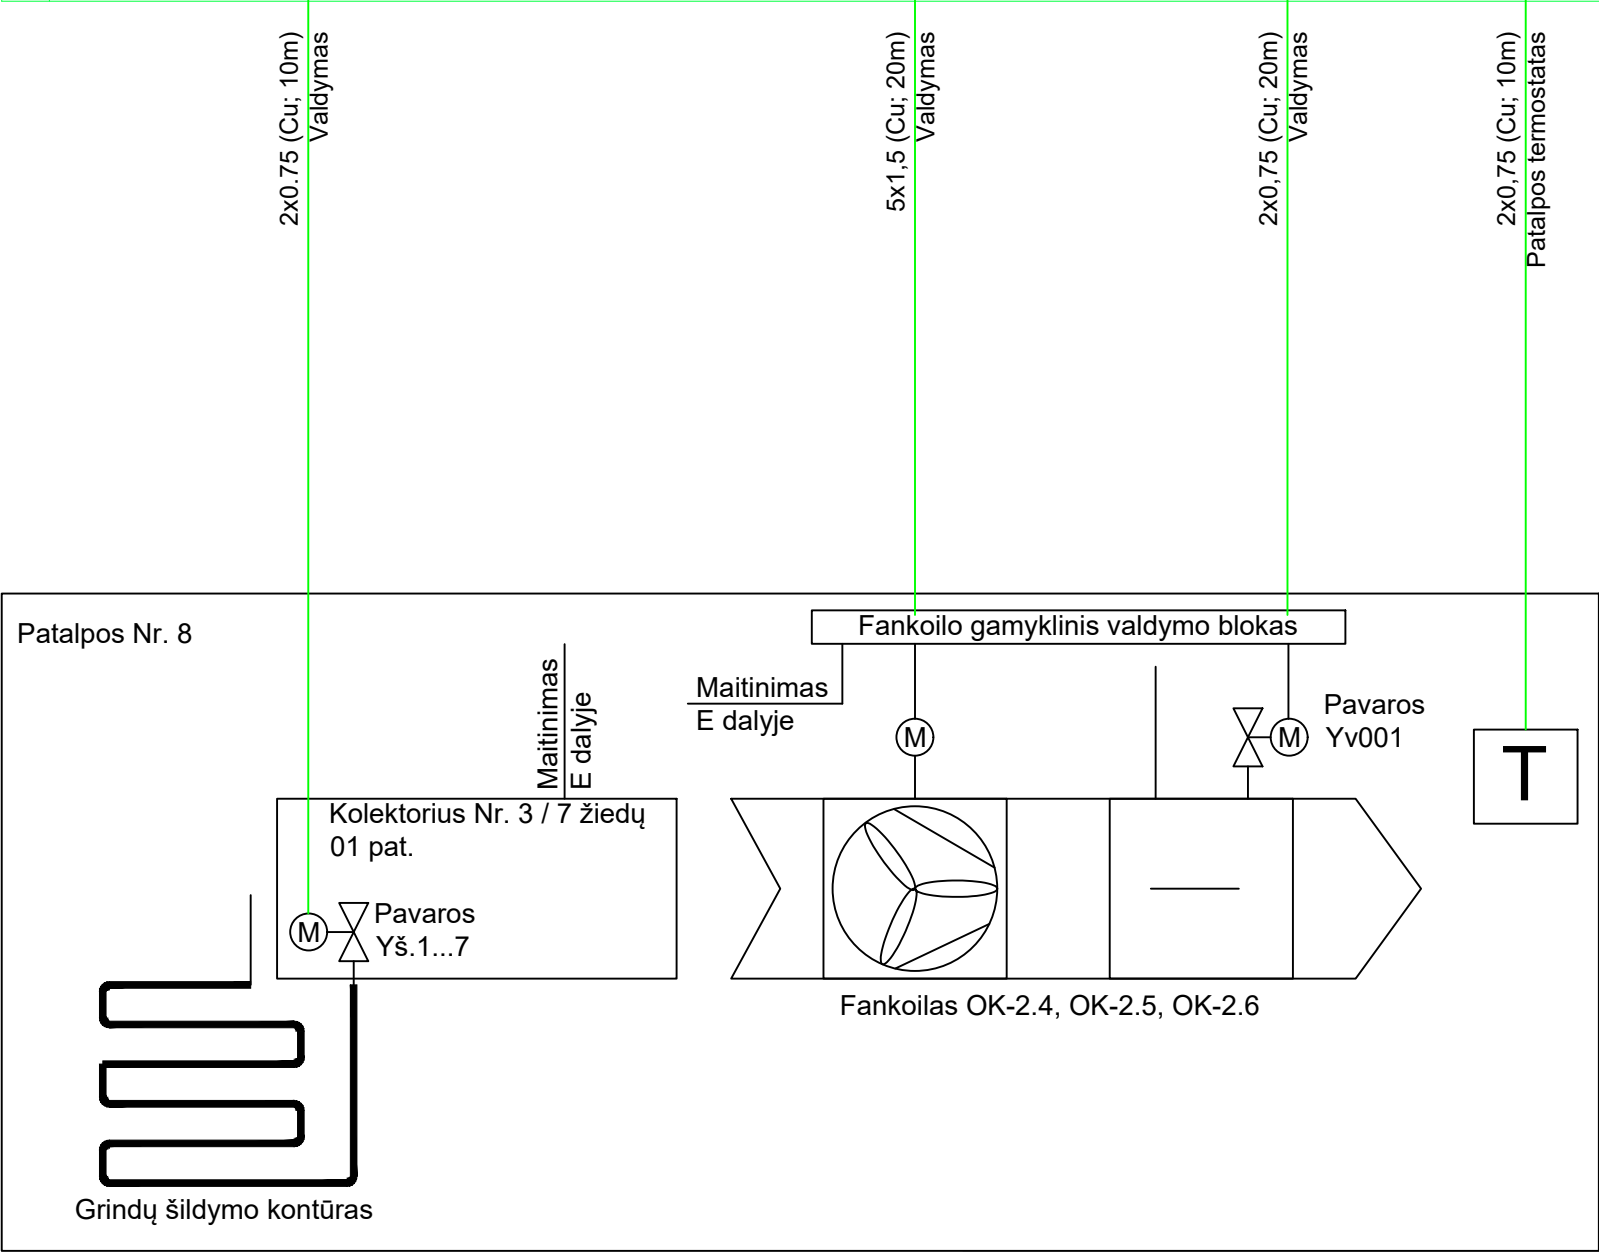 2x0.75 (Cu; 10m)
Valdymas
5x1,5 (Cu; 20m)
Valdymas
2x0,75 (Cu; 20m)
Valdymas
2x0,75 (Cu; 10m)
Patalpos termostatas
Patalpos Nr. 8
Fankoilo gamyklinis valdymo blokas
Maitinimas
E dalyje
Maitinimas
E dalyje
M
Pavaros
Yv001
M
T
Kolektorius Nr. 3 / 7 žiedų
01 pat.
M
Pavaros
Yš.1...7
Fankoilas OK-2.4, OK-2.5, OK-2.6
Grindų šildymo kontūras